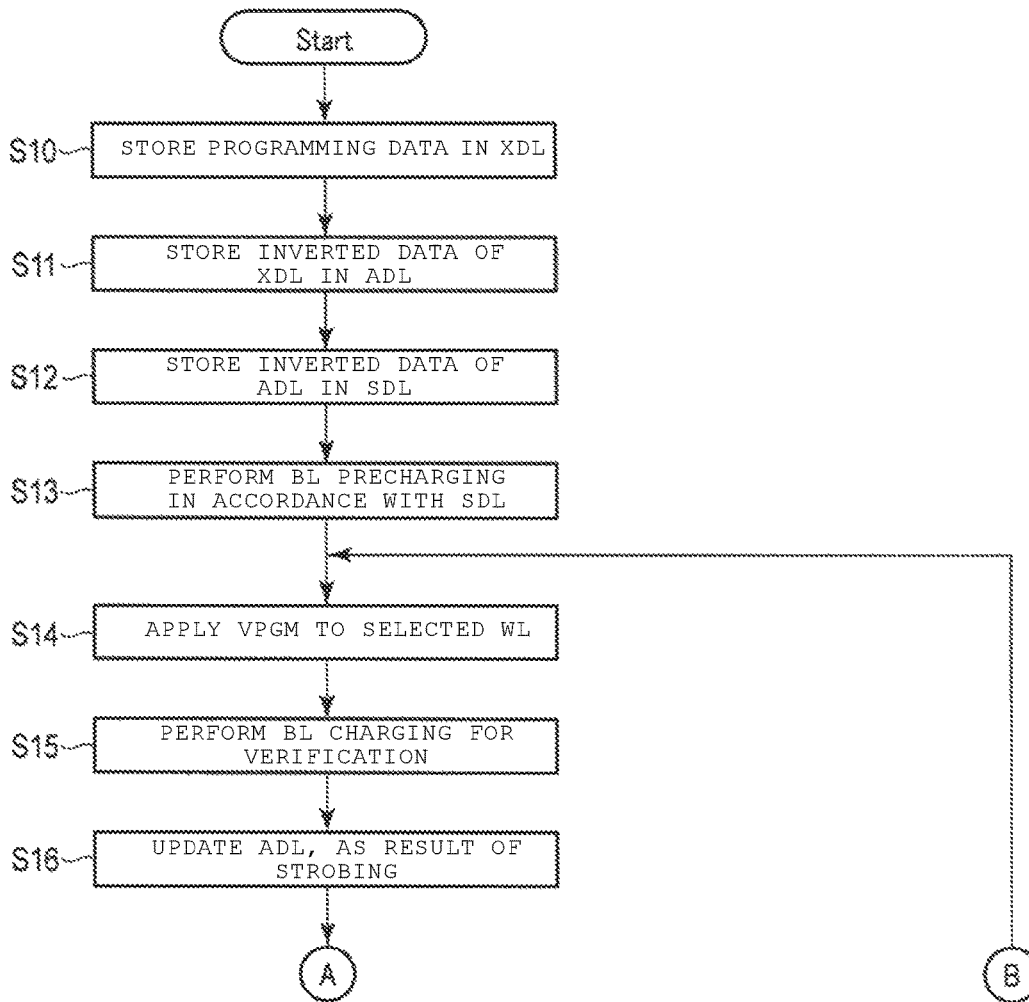 Start
S10 STORE PROGRAMMING DATA IN XDL
S11 STORE INVERTED DATA OF
XDL IN ADL
S12 STORE INVERTED DATA OF
ADL IN SDL
S13 PERFORM BL PRECHARGING
IN ACCORDANCE WITH SDL
S14 APPLY VPGM TO SELECTED WL
S15 PERFORM BL CHARGING FOR
VERIFICATION
S16 UPDATE ADL, AS RESULT OF
STROBING
A
B